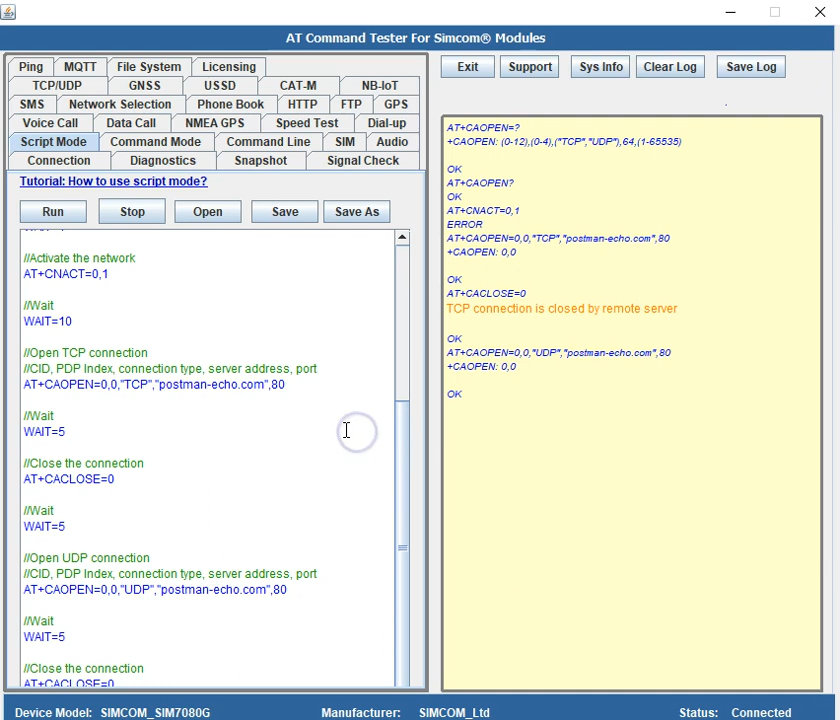 AT Command Tester For Simcom® Modules
Ping MQTT File System Licensing
TCP/UDP GNSS USSD CAT-M NB-IoT
SMS Network Selection Phone Book HTTP FTP GPS
Voice Call Data Call NMEA GPS Speed Test Dial-up
Script Mode Command Mode Command Line SIM Audio
Connection Diagnostics Snapshot Signal Check
Tutorial: How to use script mode?
Run Stop Open Save Save As
//Activate the network
AT+CNACT=0,1
//Wait
WAIT=10
//Open TCP connection
//CID, PDP Index, connection type, server address, port
AT+CAOPEN=0,0,"TCP","postman-echo.com",80
//Wait
WAIT=5
//Close the connection
AT+CACLOSE=0
//Wait
WAIT=5
//Open UDP connection
//CID, PDP Index, connection type, server address, port
AT+CAOPEN=0,0,"UDP","postman-echo.com",80
//Wait
WAIT=5
//Close the connection
AT+CACLOSE=0
Exit Support Sys Info Clear Log Save Log
AT+CAOPEN=?
+CAOPEN: (0-12),(0-4),("TCP","UDP"),64,(1-65535)
OK
AT+CAOPEN?
OK
AT+CNACT=0,1
ERROR
AT+CAOPEN=0,0,"TCP","postman-echo.com",80
+CAOPEN: 0,0
OK
AT+CACLOSE=0
TCP connection is closed by remote server
OK
AT+CAOPEN=0,0,"UDP","postman-echo.com",80
+CAOPEN: 0,0
OK
Device Model: SIMCOM_SIM7080G Manufacturer: SIMCOM_Ltd Status: Connected